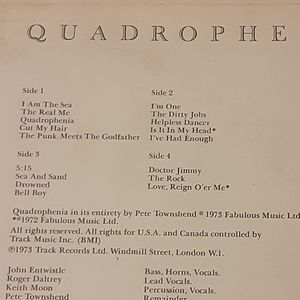 QUADROPHE
Side 1
I Am The Sea
The Real Me
Quadrophenia
Cut My Hair
The Punk Meets The Godfather
Side 2
I'm One
The Dirty Jobs
Helpless Dancer
Is It In My Head*
I've Had Enough
Side 3
5:15
Sea And Sand
Drowned
Bell Boy
Side 4
Doctor Jimmy
The Rock
Love, Reign O'er Me*
Quadrophenia in its entirety by Pete Townshend ℗ 1973 Fabulous Music Ltd
*℗1972 Fabulous Music Ltd.
All rights reserved. All rights for U.S.A. and Canada controlled by
Track Music Inc. (BMI)
℗1973 Track Records Ltd. Windmill Street, London W.1.
John Entwistle Bass, Horns, Vocals.
Roger Daltrey Lead Vocals.
Keith Moon Percussion, Vocals.
Pete Townshend Remainder